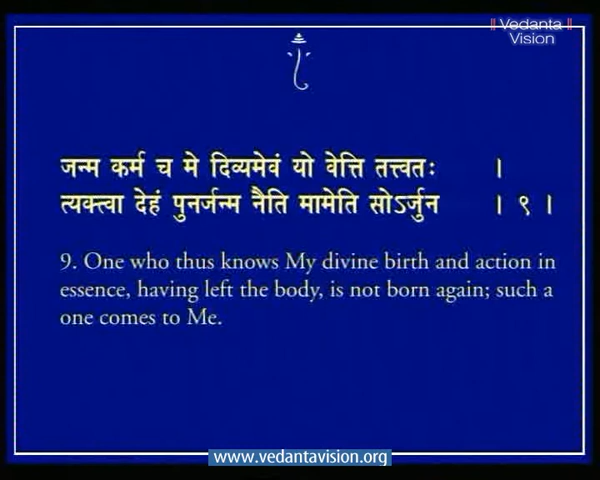 || Vedanta ||
Vision
जन्म कर्म च मे दिव्यमेवं यो वेत्ति तत्त्वतः ।
त्यक्त्वा देहं पुनर्जन्म नैति मामेति सोऽर्जुन । ९ ।
9. One who thus knows My divine birth and action in
essence, having left the body, is not born again; such a
one comes to Me.
www.vedantavision.org